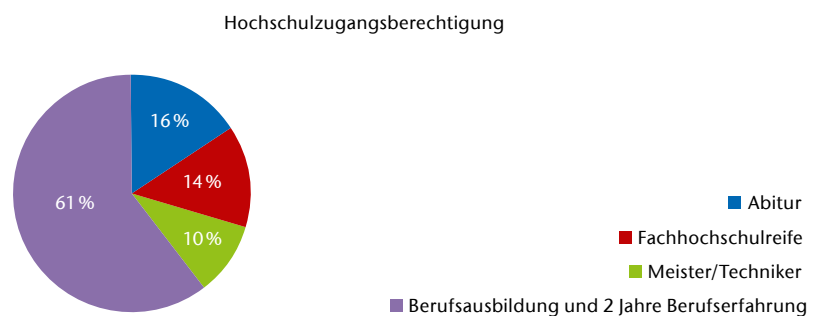 Hochschulzugangsberechtigung
16 %
14 %
61 %
10 %
Abitur
Fachhochschulreife
Meister/Techniker
Berufsausbildung und 2 Jahre Berufserfahrung